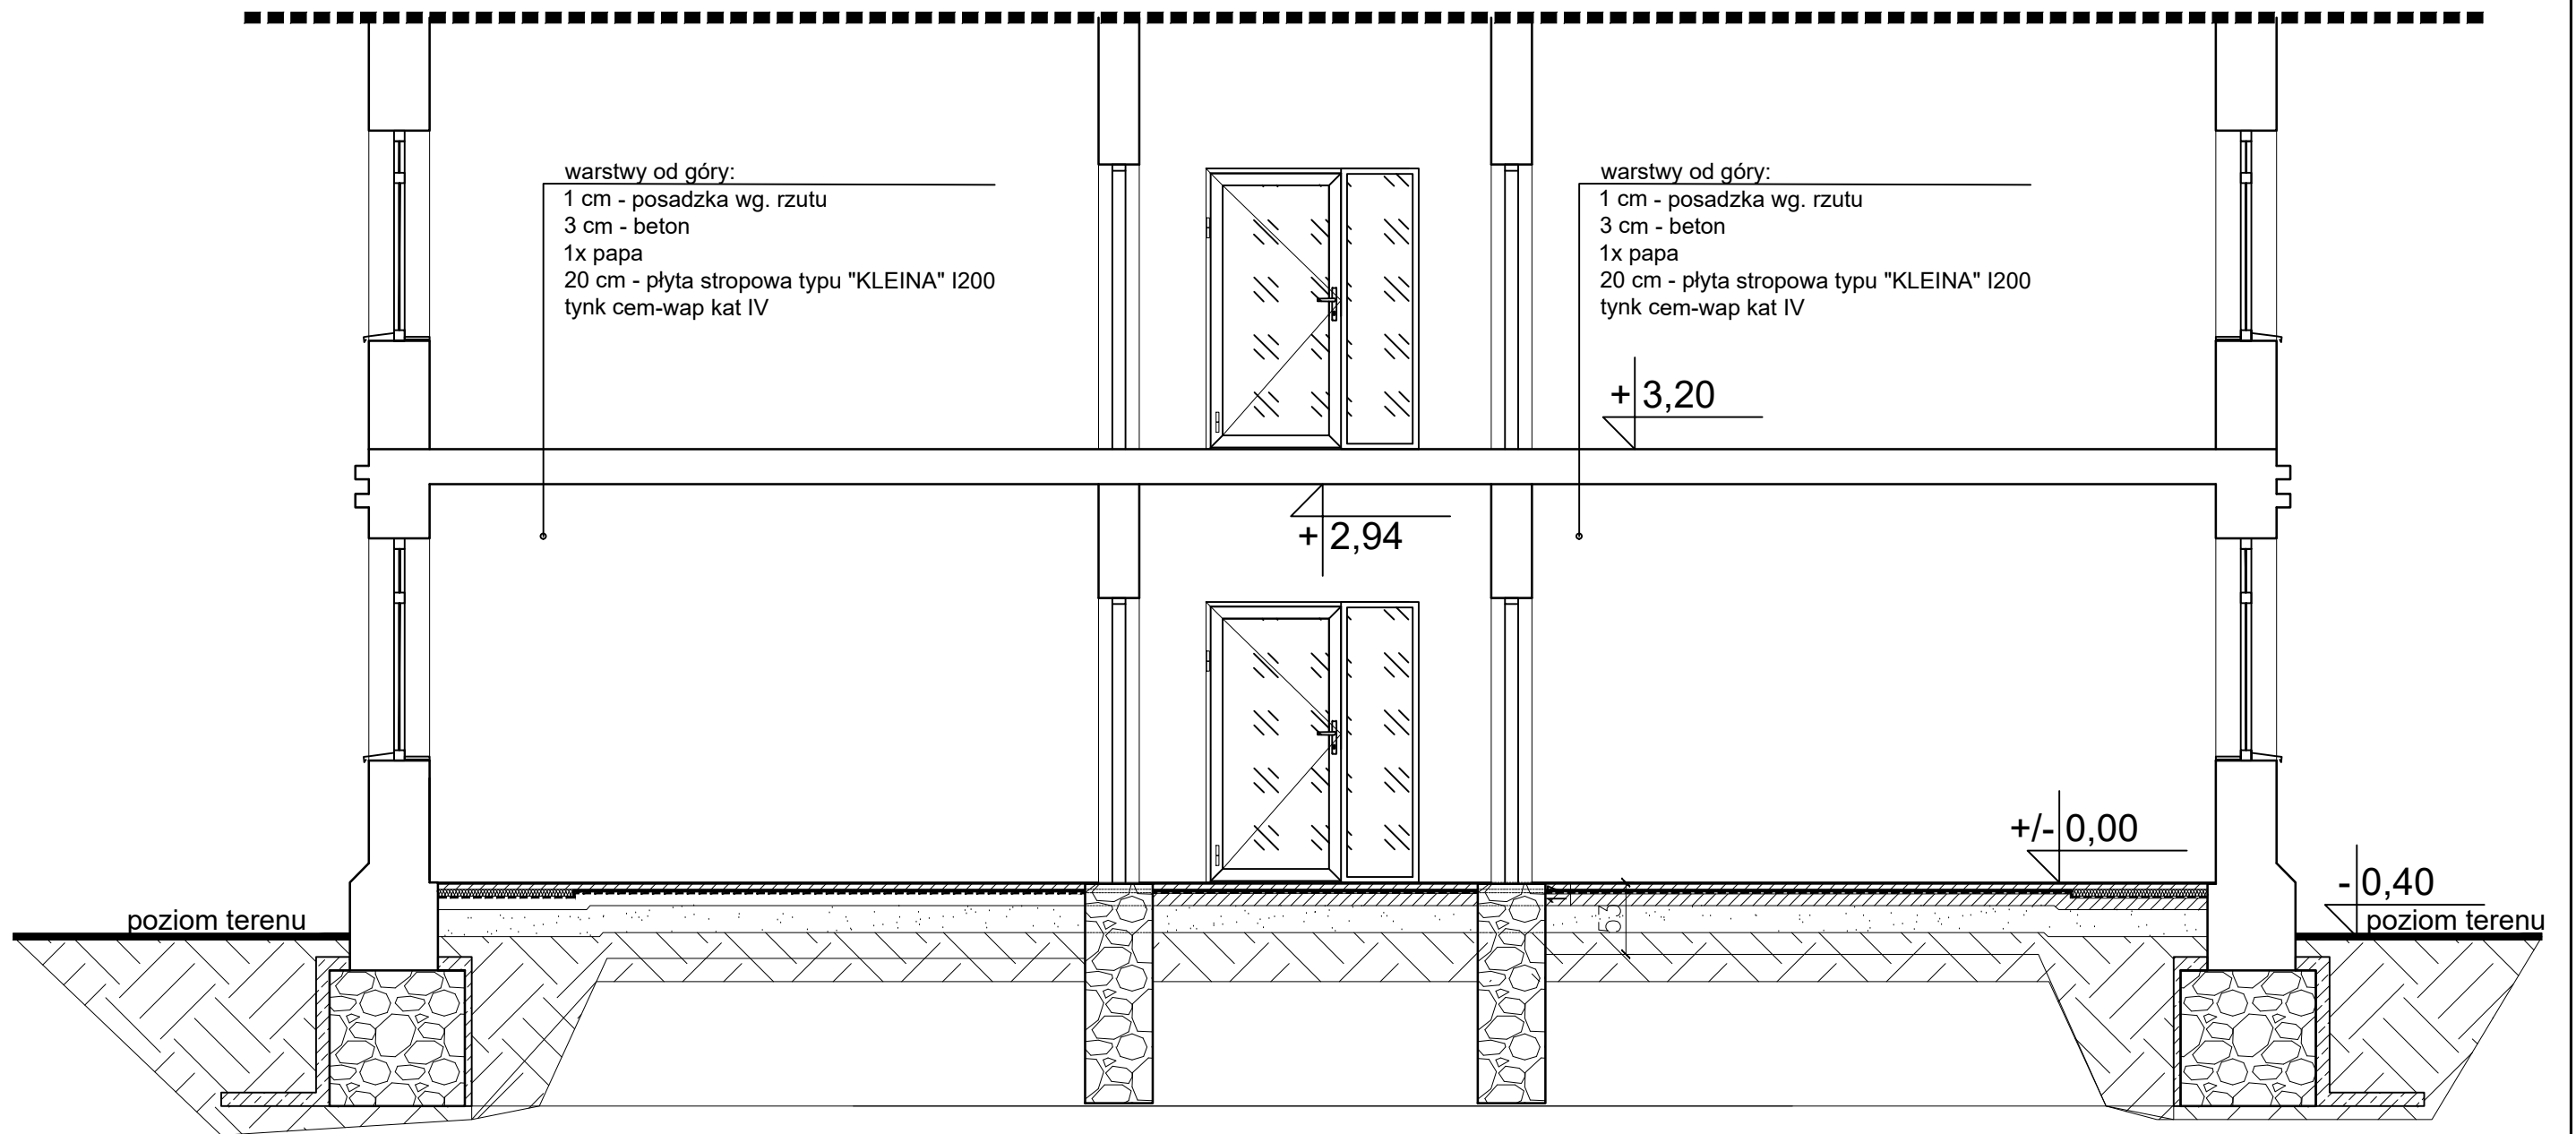 warstwy od góry:
1 cm - posadzka wg. rzutu
3 cm - beton
1x papa
20 cm - płyta stropowa typu "KLEINA" I200
tynk cem-wap kat IV
warstwy od góry:
1 cm - posadzka wg. rzutu
3 cm - beton
1x papa
20 cm - płyta stropowa typu "KLEINA" I200
tynk cem-wap kat IV
+ 3,20
+ 2,94
+/- 0,00
- 0,40
poziom terenu
poziom terenu
53